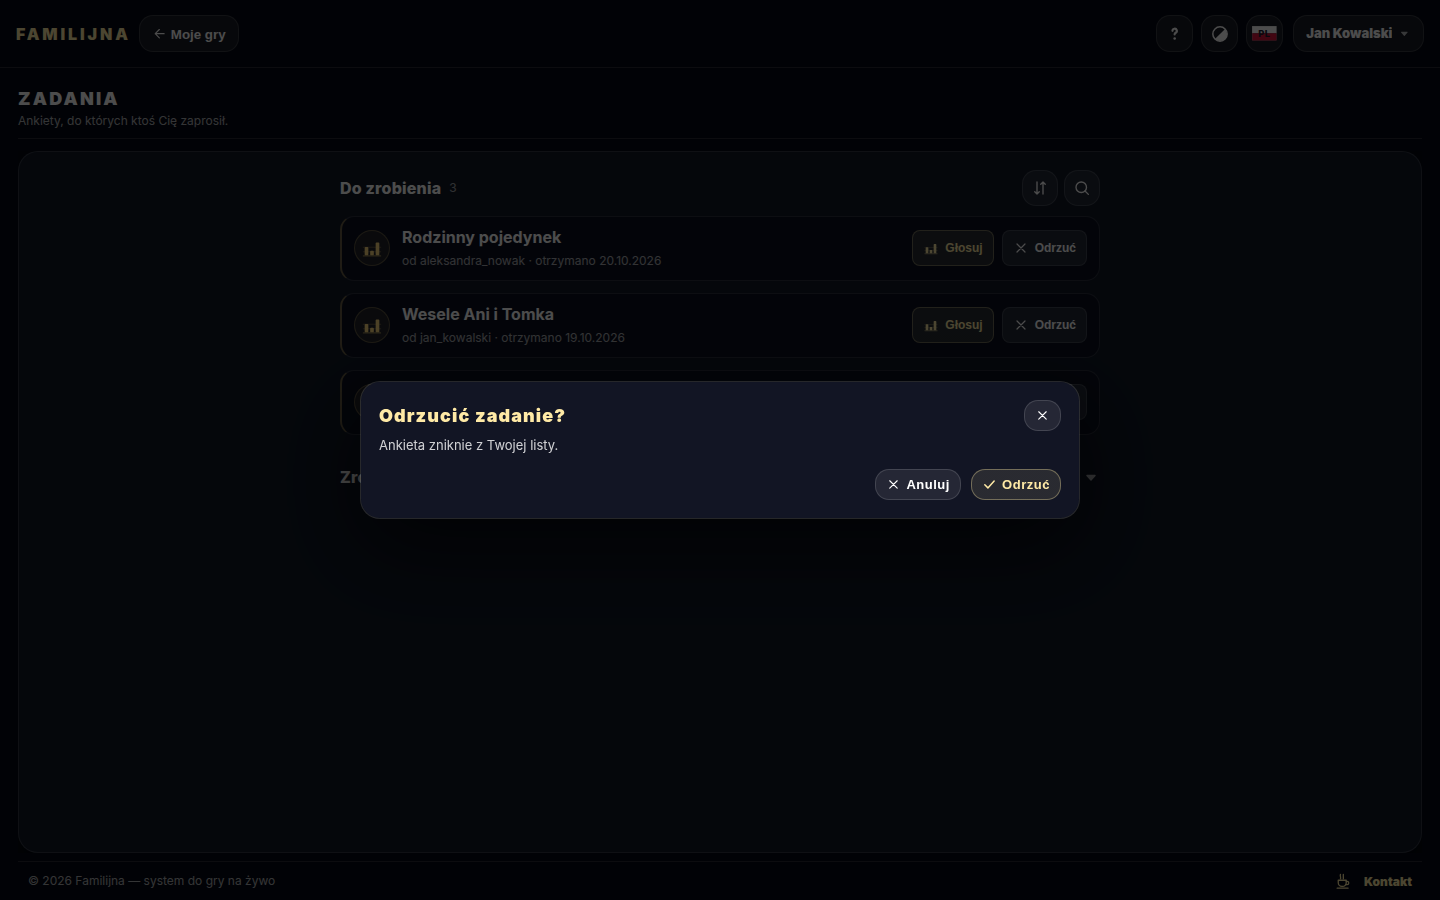 FAMILIJNA
Moje gry
?
PL
Jan Kowalski
ZADANIA
Ankiety, do których ktoś Cię zaprosił.
Do zrobienia 3
Rodzinny pojedynek
od aleksandra_nowak · otrzymano 20.10.2026
Głosuj
Odrzuć
Wesele Ani i Tomka
od jan_kowalski · otrzymano 19.10.2026
Głosuj
Odrzuć
Odrzucić zadanie?
Ankieta zniknie z Twojej listy.
Anuluj
Odrzuć
© 2026 Familijna — system do gry na żywo
Kontakt